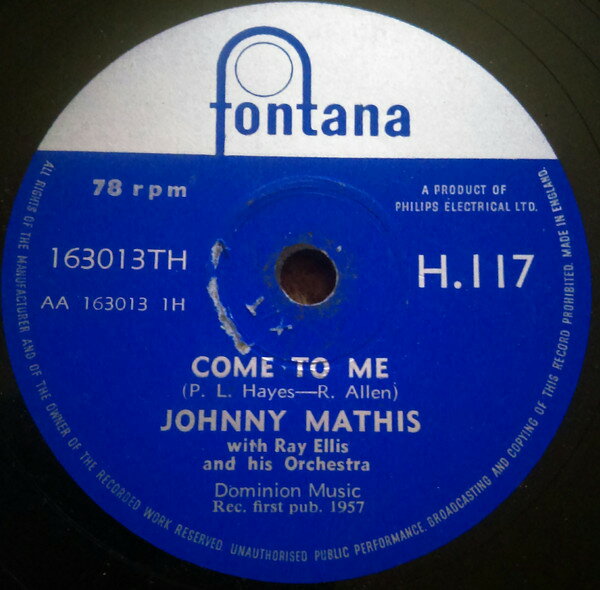 fontana
78 rpm
A PRODUCT OF
PHILIPS ELECTRICAL LTD.
163013TH
H.117
AA 163013 1H
COME TO ME
(P. L. Hayes—R. Allen)
JOHNNY MATHIS
with Ray Ellis
and his Orchestra
Dominion Music
Rec. first pub. 1957
ALL RIGHTS OF THE MANUFACTURER AND OF THE OWNER OF THE RECORDED WORK RESERVED. UNAUTHORISED PUBLIC PERFORMANCE, BROADCASTING AND COPYING OF THIS RECORD PROHIBITED. MADE IN ENGLAND.